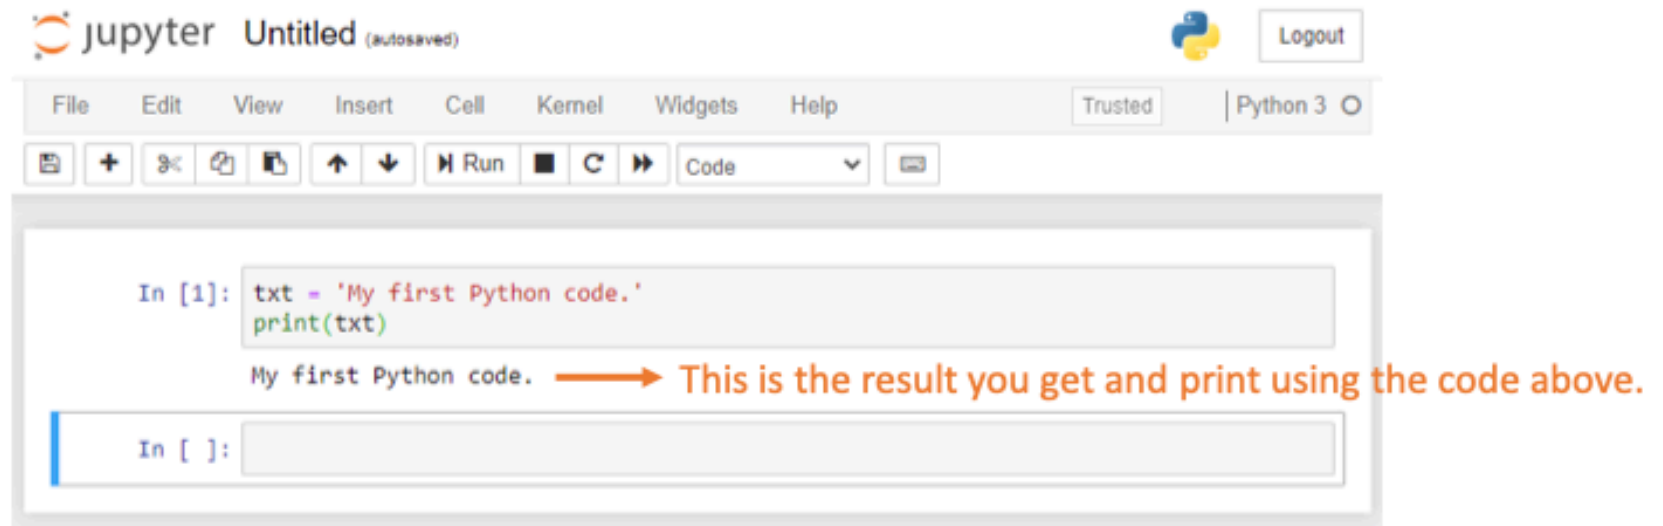 jupyter Untitled (autosaved) Logout
File Edit View Insert Cell Kernel Widgets Help Trusted Python 3
Run Code
In [1]: txt = 'My first Python code.'
print(txt)
My first Python code. This is the result you get and print using the code above.
In [ ]: